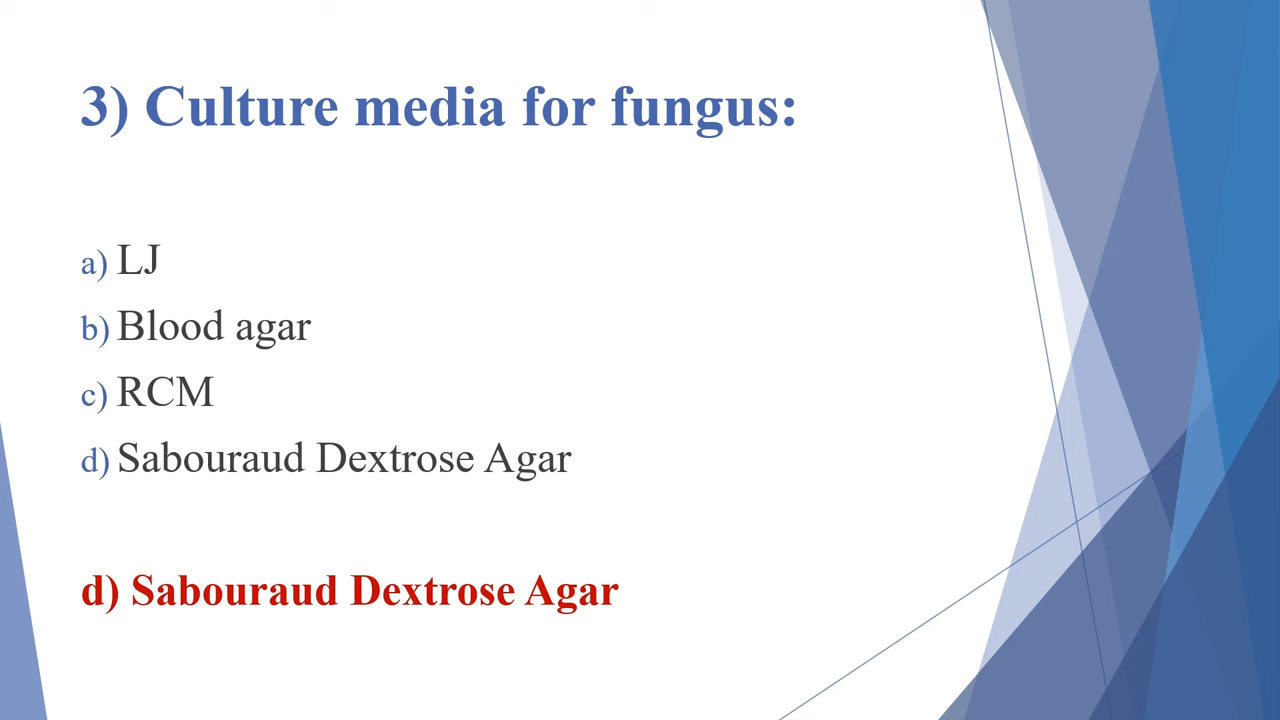 3) Culture media for fungus:
a) LJ
b) Blood agar
c) RCM
d) Sabouraud Dextrose Agar
d) Sabouraud Dextrose Agar